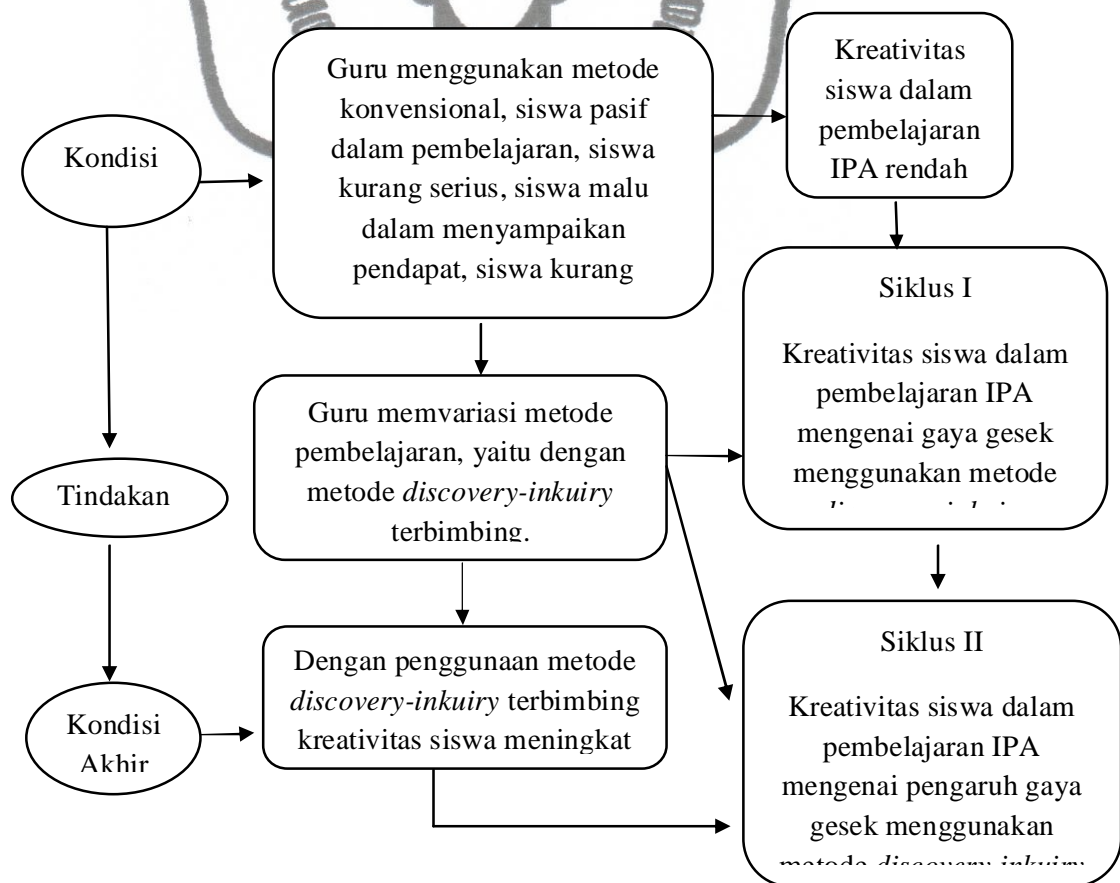 Kondisi
Guru menggunakan metode
konvensional, siswa pasif
dalam pembelajaran, siswa
kurang serius, siswa malu
dalam menyampaikan
pendapat, siswa kurang
Kreativitas
siswa dalam
pembelajaran
IPA rendah
Tindakan
Guru memvariasi metode
pembelajaran, yaitu dengan
metode discovery-inkuiry
terbimbing.
Siklus I
Kreativitas siswa dalam
pembelajaran IPA
mengenai gaya gesek
menggunakan metode
Kondisi
Akhir
Dengan penggunaan metode
discovery-inkuiry terbimbing
kreativitas siswa meningkat
Siklus II
Kreativitas siswa dalam
pembelajaran IPA
mengenai pengaruh gaya
gesek menggunakan
metode discovery inkuiry